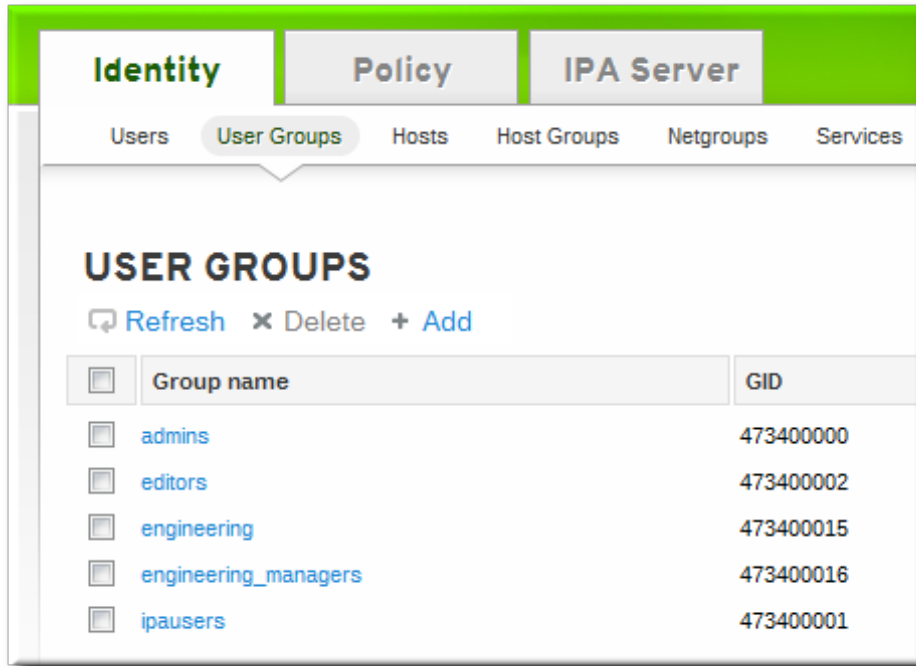 Identity Policy IPA Server
Users User Groups Hosts Host Groups Netgroups Services
USER GROUPS
Refresh Delete Add
Group name GID
admins 473400000
editors 473400002
engineering 473400015
engineering_managers 473400016
ipausers 473400001